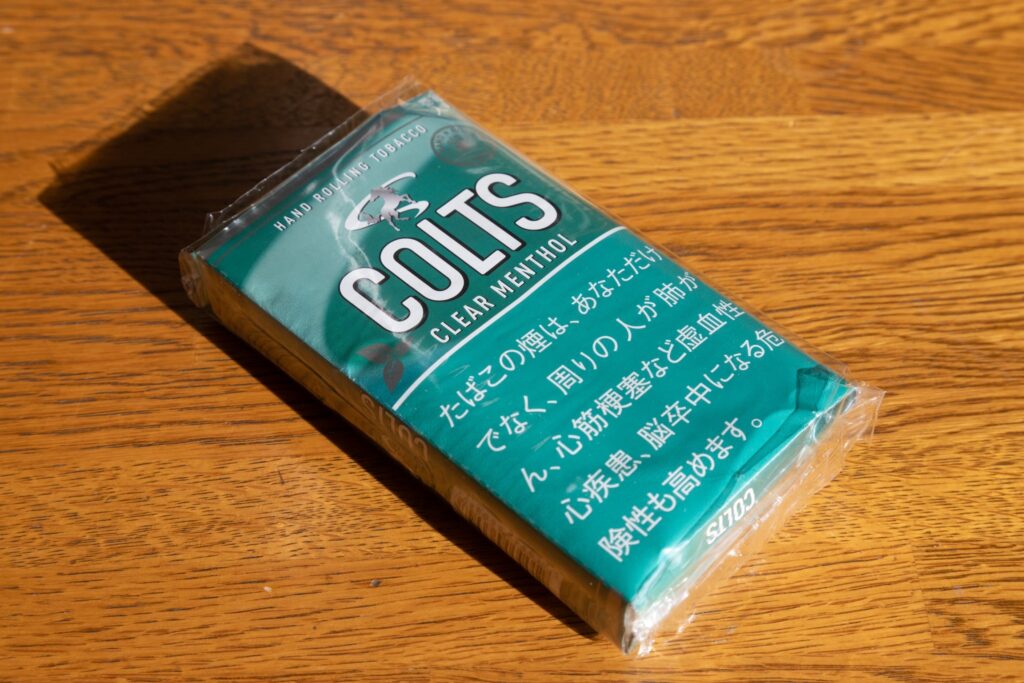 HAND ROLLING TOBACCO
COLTS
CLEAR MENTHOL
たばこの煙は、あなただけ
でなく、周りの人が肺が
ん、心筋梗塞など虚血性
心疾患、脳卒中になる危
険性も高めます。
COLTS
COLTS